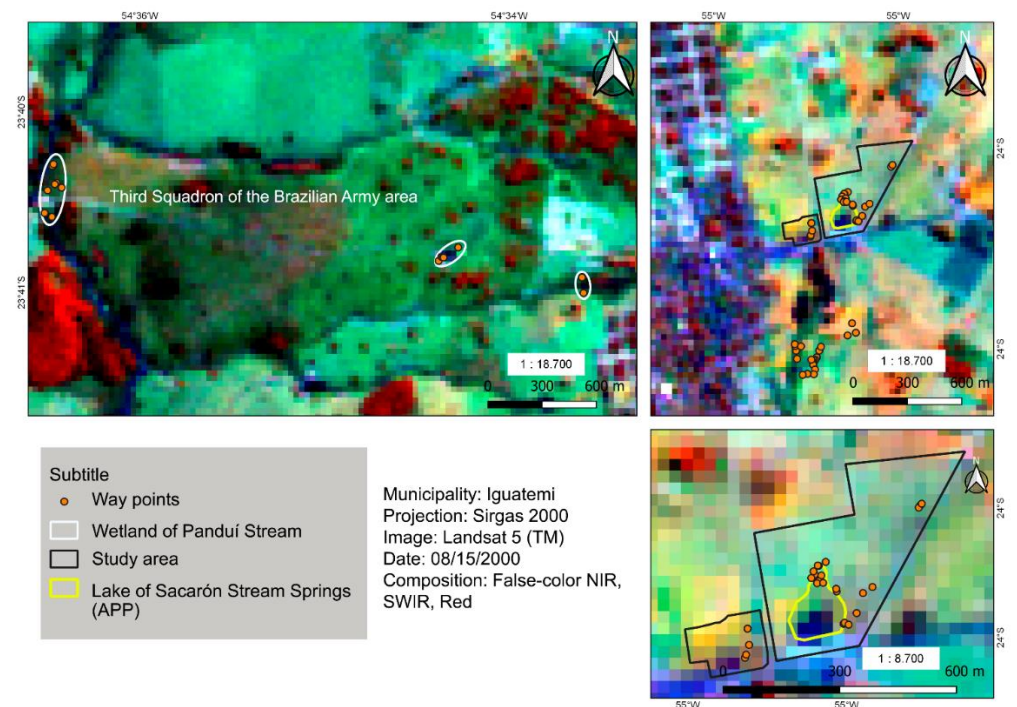 54°36'W
54°34'W
55°W
55°W
N
N
23°40'S
24°S
Third Squadron of the Brazilian Army area
23°41'S
24°S
1 : 18.700
0 300 600 m
1 : 18.700
0 300 600 m
Subtitle
Way points
Wetland of Panduí Stream
Study area
Lake of Sacarón Stream Springs
(APP)
Municipality: Iguatemi
Projection: Sirgas 2000
Image: Landsat 5 (TM)
Date: 08/15/2000
Composition: False-color NIR,
SWIR, Red
N
24°S
24°S
1 : 8.700
0 300 600 m
55°W
55°W